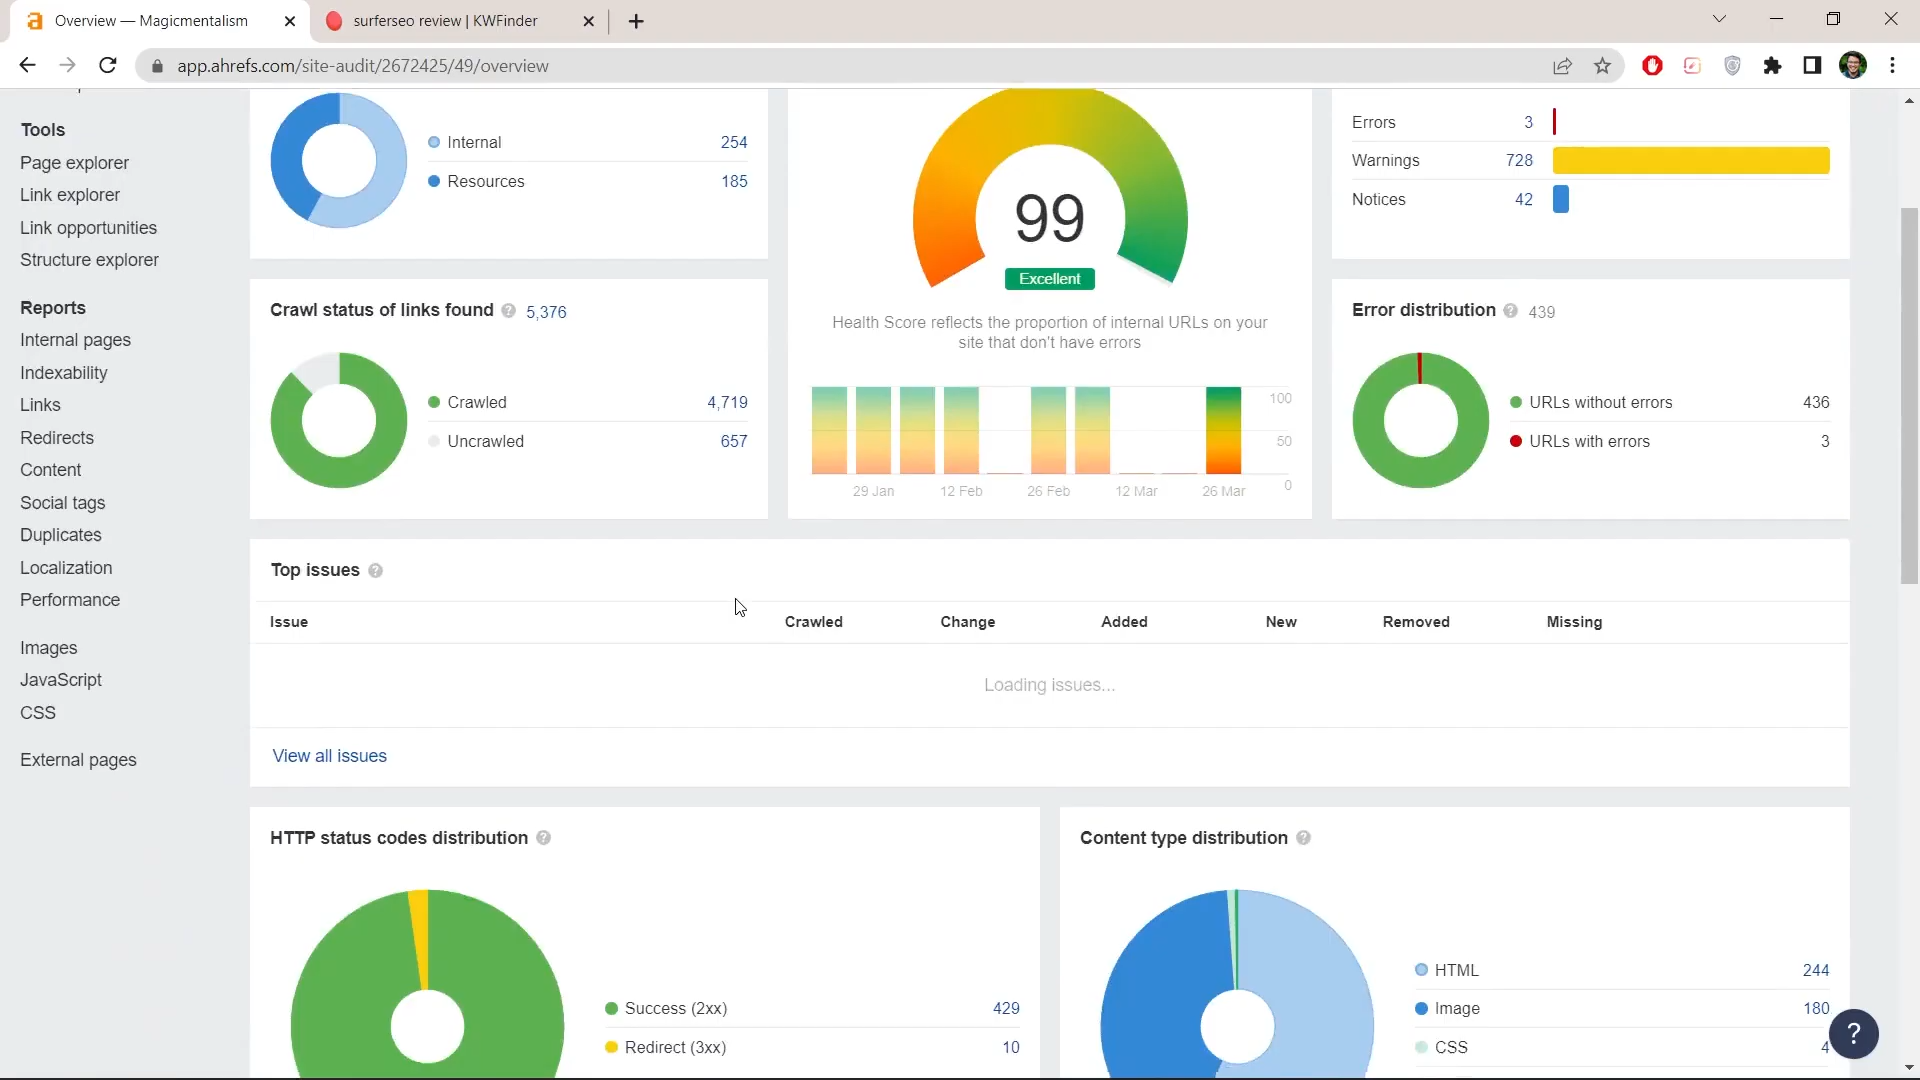 Overview — Magicmentalism
surferseo review | KWFinder
app.ahrefs.com/site-audit/2672425/49/overview
Tools
Page explorer
Link explorer
Link opportunities
Structure explorer
Reports
Internal pages
Indexability
Links
Redirects
Content
Social tags
Duplicates
Localization
Performance
Images
JavaScript
CSS
External pages
Internal 254
Resources 185
99
Excellent
Health Score reflects the proportion of internal URLs on your
site that don't have errors
100
50
0
29 Jan 12 Feb 26 Feb 12 Mar 26 Mar
Errors 3
Warnings 728
Notices 42
Crawl status of links found ? 5,376
Crawled 4,719
Uncrawled 657
Error distribution ? 439
URLs without errors 436
URLs with errors 3
Top issues ?
Issue Crawled Change Added New Removed Missing
Loading issues...
View all issues
HTTP status codes distribution ?
Success (2xx) 429
Redirect (3xx) 10
Content type distribution ?
HTML 244
Image 180
CSS 4
?